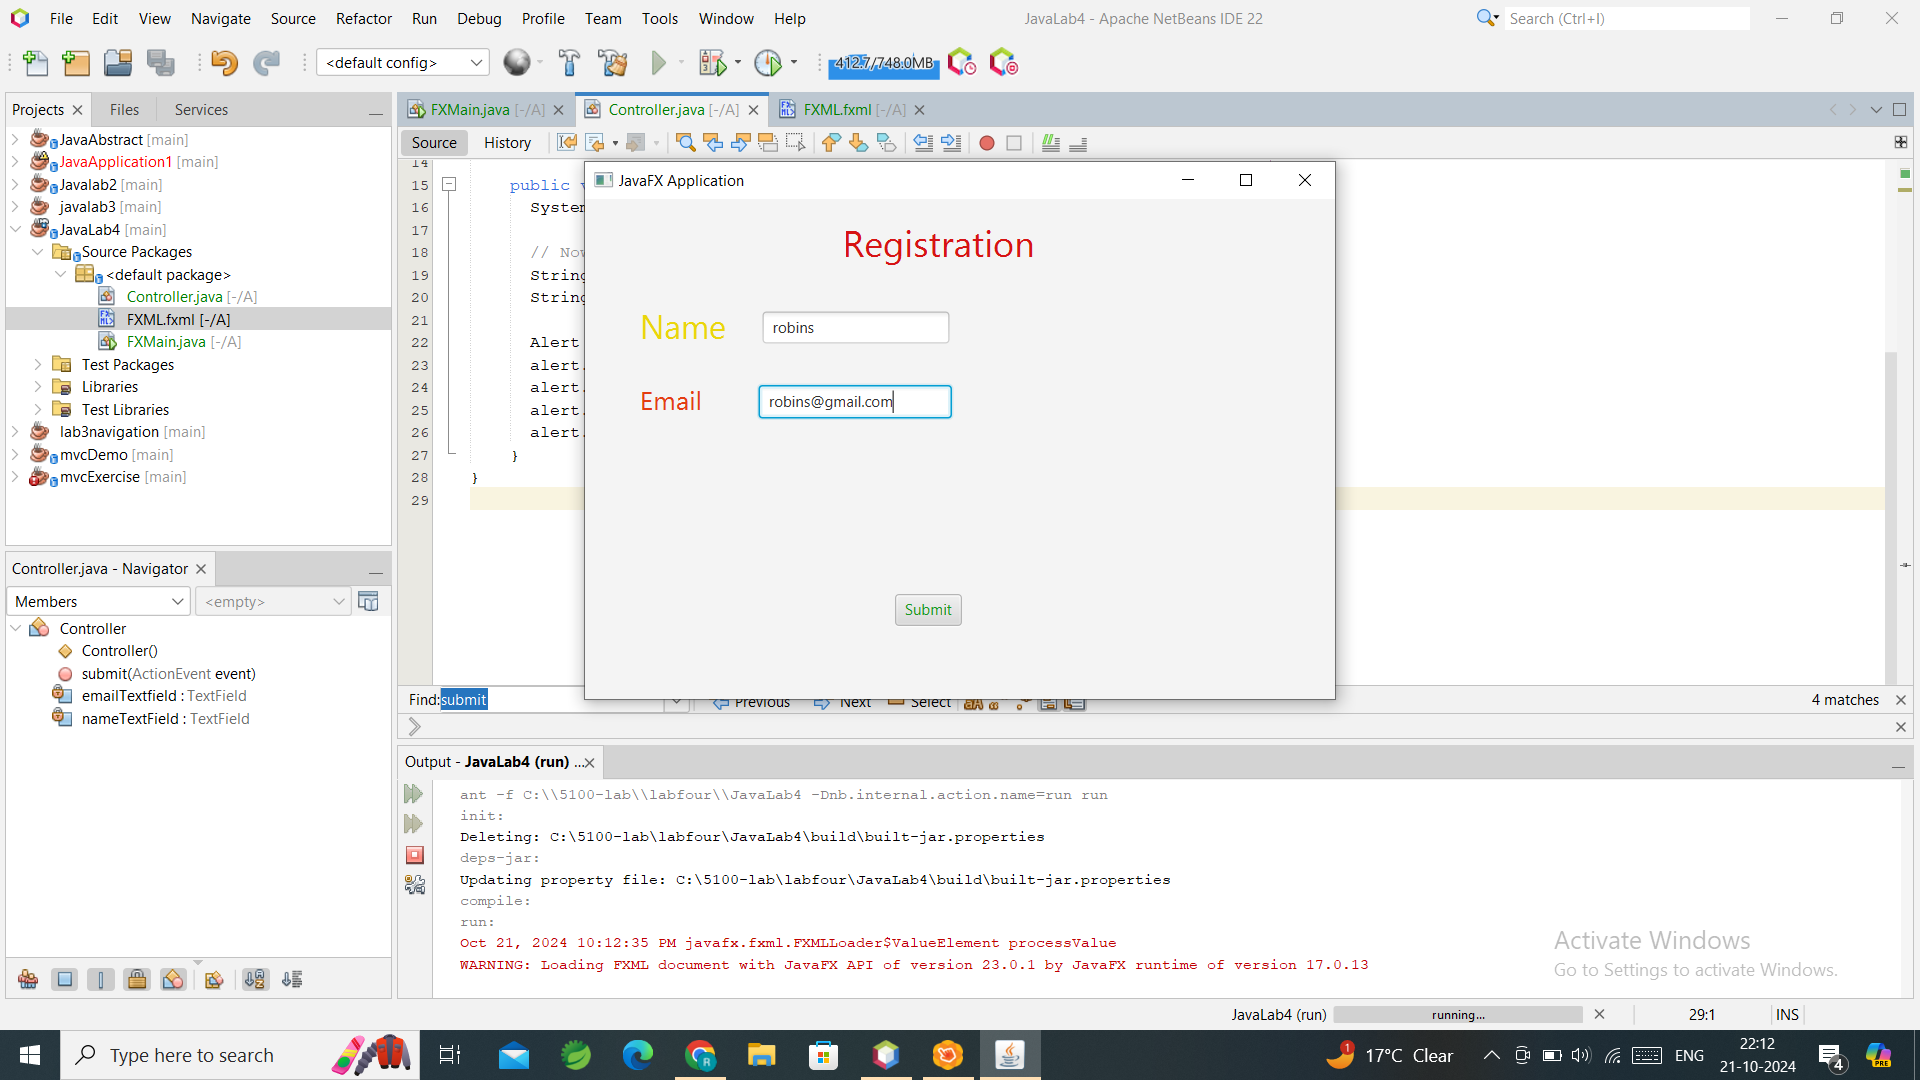 File Edit View Navigate Source Refactor Run Debug Profile Team Tools Window Help
JavaLab4 - Apache NetBeans IDE 22
Search (Ctrl+I)
<default config>
412.7/748.0MB
Projects Files Services
FXMain.java [-/A]
Controller.java [-/A]
FXML.fxml [-/A]
Source History
JavaAbstract [main]
JavaApplication1 [main]
Javalab2 [main]
javalab3 [main]
JavaLab4 [main]
Source Packages
<default package>
Controller.java [-/A]
FXML.fxml [-/A]
FXMain.java [-/A]
Test Packages
Libraries
Test Libraries
lab3navigation [main]
mvcDemo [main]
mvcExercise [main]
14
15 public
16 System
17
18 // Now
19 String
20 String
21
22 Alert
23 alert.
24 alert.
25 alert.
26 alert.
27 }
28 }
29
JavaFX Application
Registration
Name robins
Email robins@gmail.com
Submit
Find: submit
Previous Next Select
4 matches
Controller.java - Navigator
Members
<empty>
Controller
Controller()
submit(ActionEvent event)
emailTextfield : TextField
nameTextField : TextField
Output - JavaLab4 (run) ...
ant -f C:\\5100-lab\\labfour\\JavaLab4 -Dnb.internal.action.name=run run
init:
Deleting: C:\5100-lab\labfour\JavaLab4\build\built-jar.properties
deps-jar:
Updating property file: C:\5100-lab\labfour\JavaLab4\build\built-jar.properties
compile:
run:
Oct 21, 2024 10:12:35 PM javafx.fxml.FXMLLoader$ValueElement processValue
WARNING: Loading FXML document with JavaFX API of version 23.0.1 by JavaFX runtime of version 17.0.13
Activate Windows
Go to Settings to activate Windows.
JavaLab4 (run) running...
29:1 INS
Type here to search
1
17°C Clear
ENG
22:12
21-10-2024
4
PRE